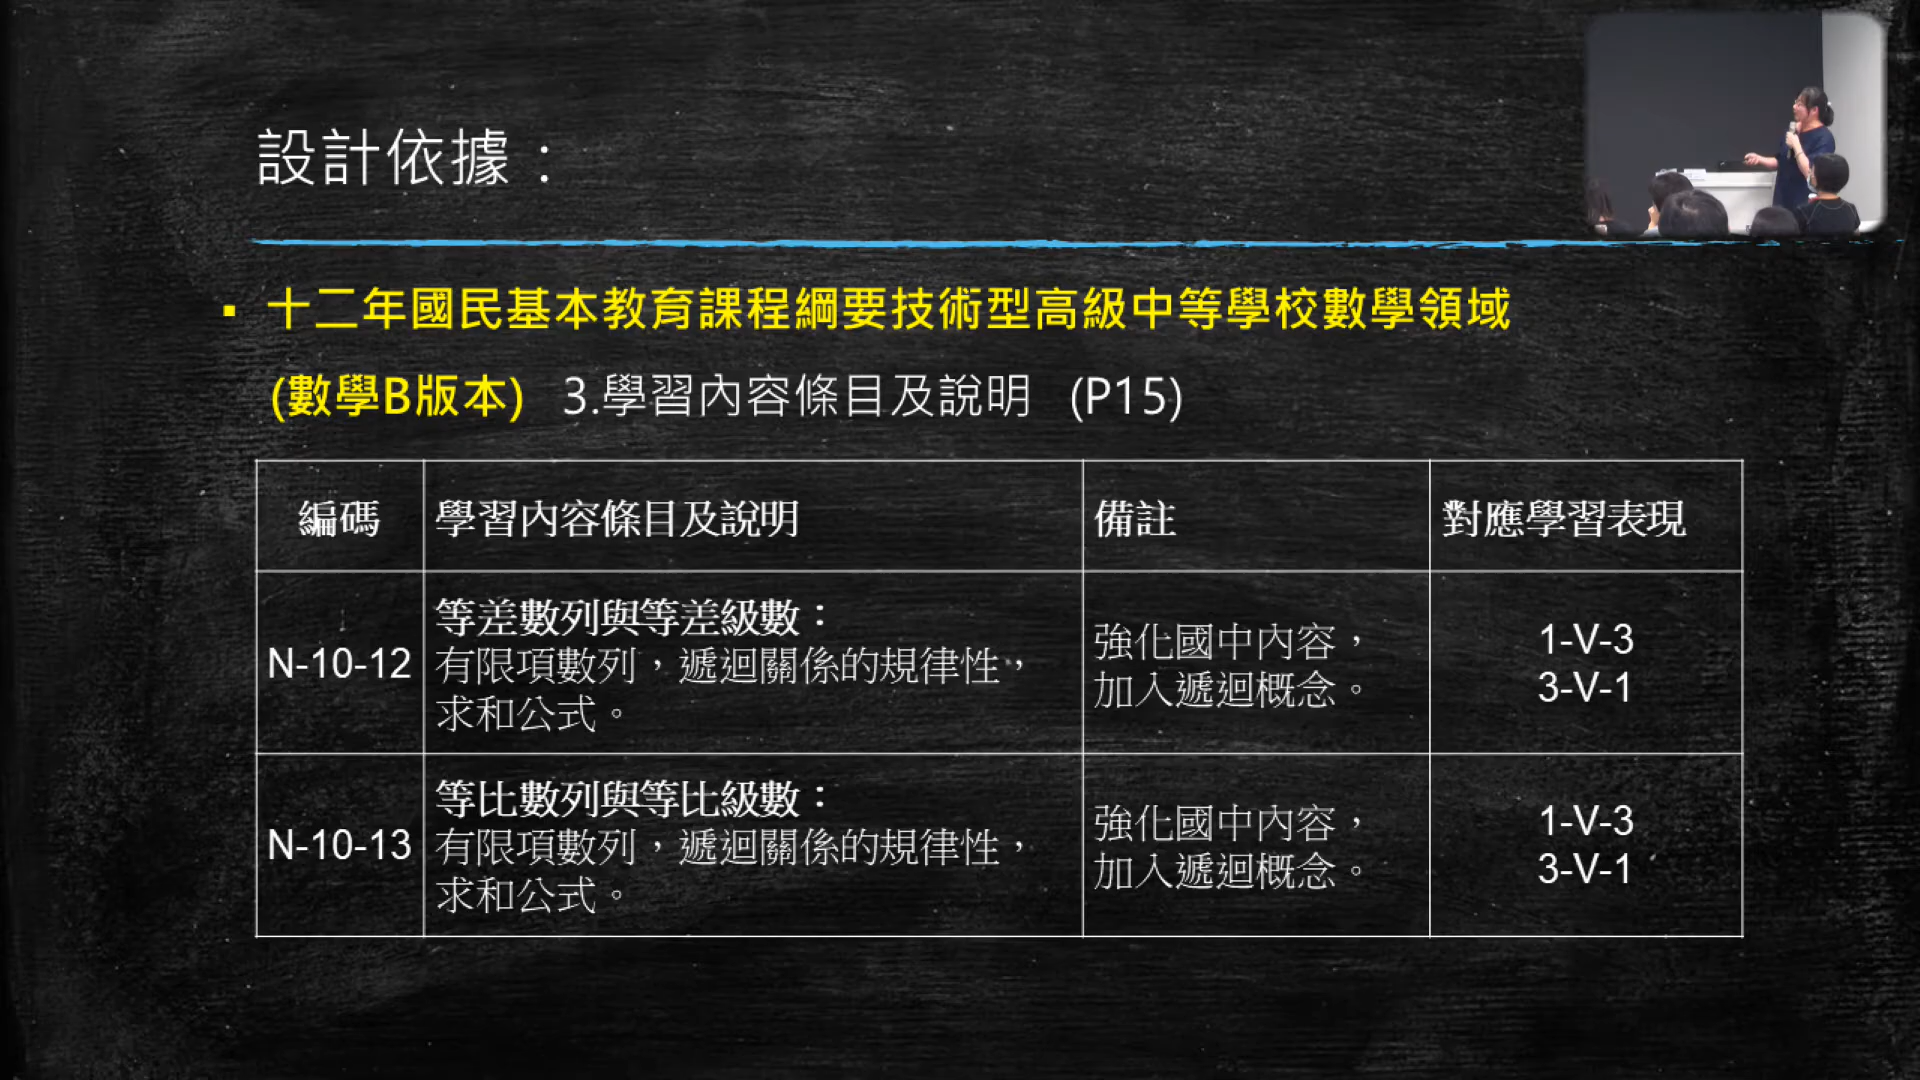 設計依據：
▪ 十二年國民基本教育課程綱要技術型高級中等學校數學領域
(數學B版本) 3.學習內容條目及說明 (P15)
編碼 學習內容條目及說明 備註 對應學習表現
N-10-12
等差數列與等差級數：
有限項數列，遞迴關係的規律性，
求和公式。
強化國中內容，
加入遞迴概念。
1-V-3
3-V-1
N-10-13
等比數列與等比級數：
有限項數列，遞迴關係的規律性，
求和公式。
強化國中內容，
加入遞迴概念。
1-V-3
3-V-1